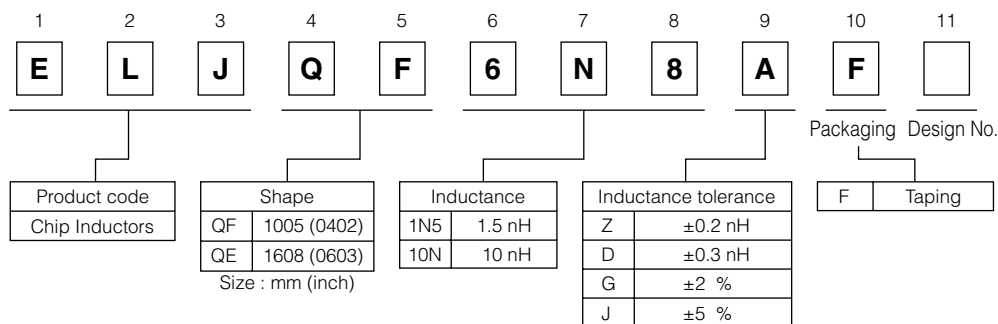 1 2 3 4 5 6 7 8 9 10 11
E L J Q F 6 N 8 A F
Packaging Design No.
Product code
Chip Inductors
Shape
QF 1005 (0402)
QE 1608 (0603)
Size : mm (inch)
Inductance
1N5 1.5 nH
10N 10 nH
Inductance tolerance
Z ±0.2 nH
D ±0.3 nH
G ±2 %
J ±5 %
F Taping